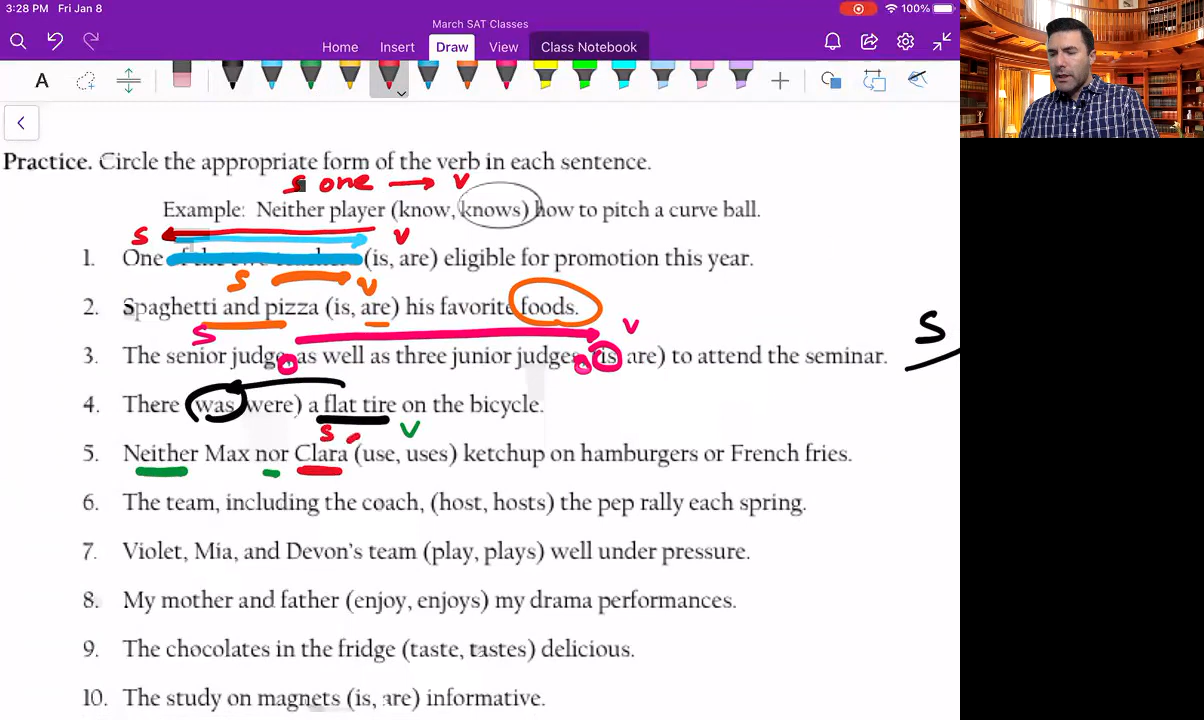 3:28 PM Fri Jan 8
100%
March SAT Classes
Home Insert Draw View Class Notebook
A
Practice. Circle the appropriate form of the verb in each sentence.
S one → V
Example: Neither player (know, knows) how to pitch a curve ball.
S V
1. One (is, are) eligible for promotion this year.
S V
2. Spaghetti and pizza (is, are) his favorite foods.
S V
S
3. The senior judge, as well as three junior judges, (is, are) to attend the seminar.
4. There (was, were) a flat tire on the bicycle.
S V
5. Neither Max nor Clara (use, uses) ketchup on hamburgers or French fries.
6. The team, including the coach, (host, hosts) the pep rally each spring.
7. Violet, Mia, and Devon's team (play, plays) well under pressure.
8. My mother and father (enjoy, enjoys) my drama performances.
9. The chocolates in the fridge (taste, tastes) delicious.
10. The study on magnets (is, are) informative.